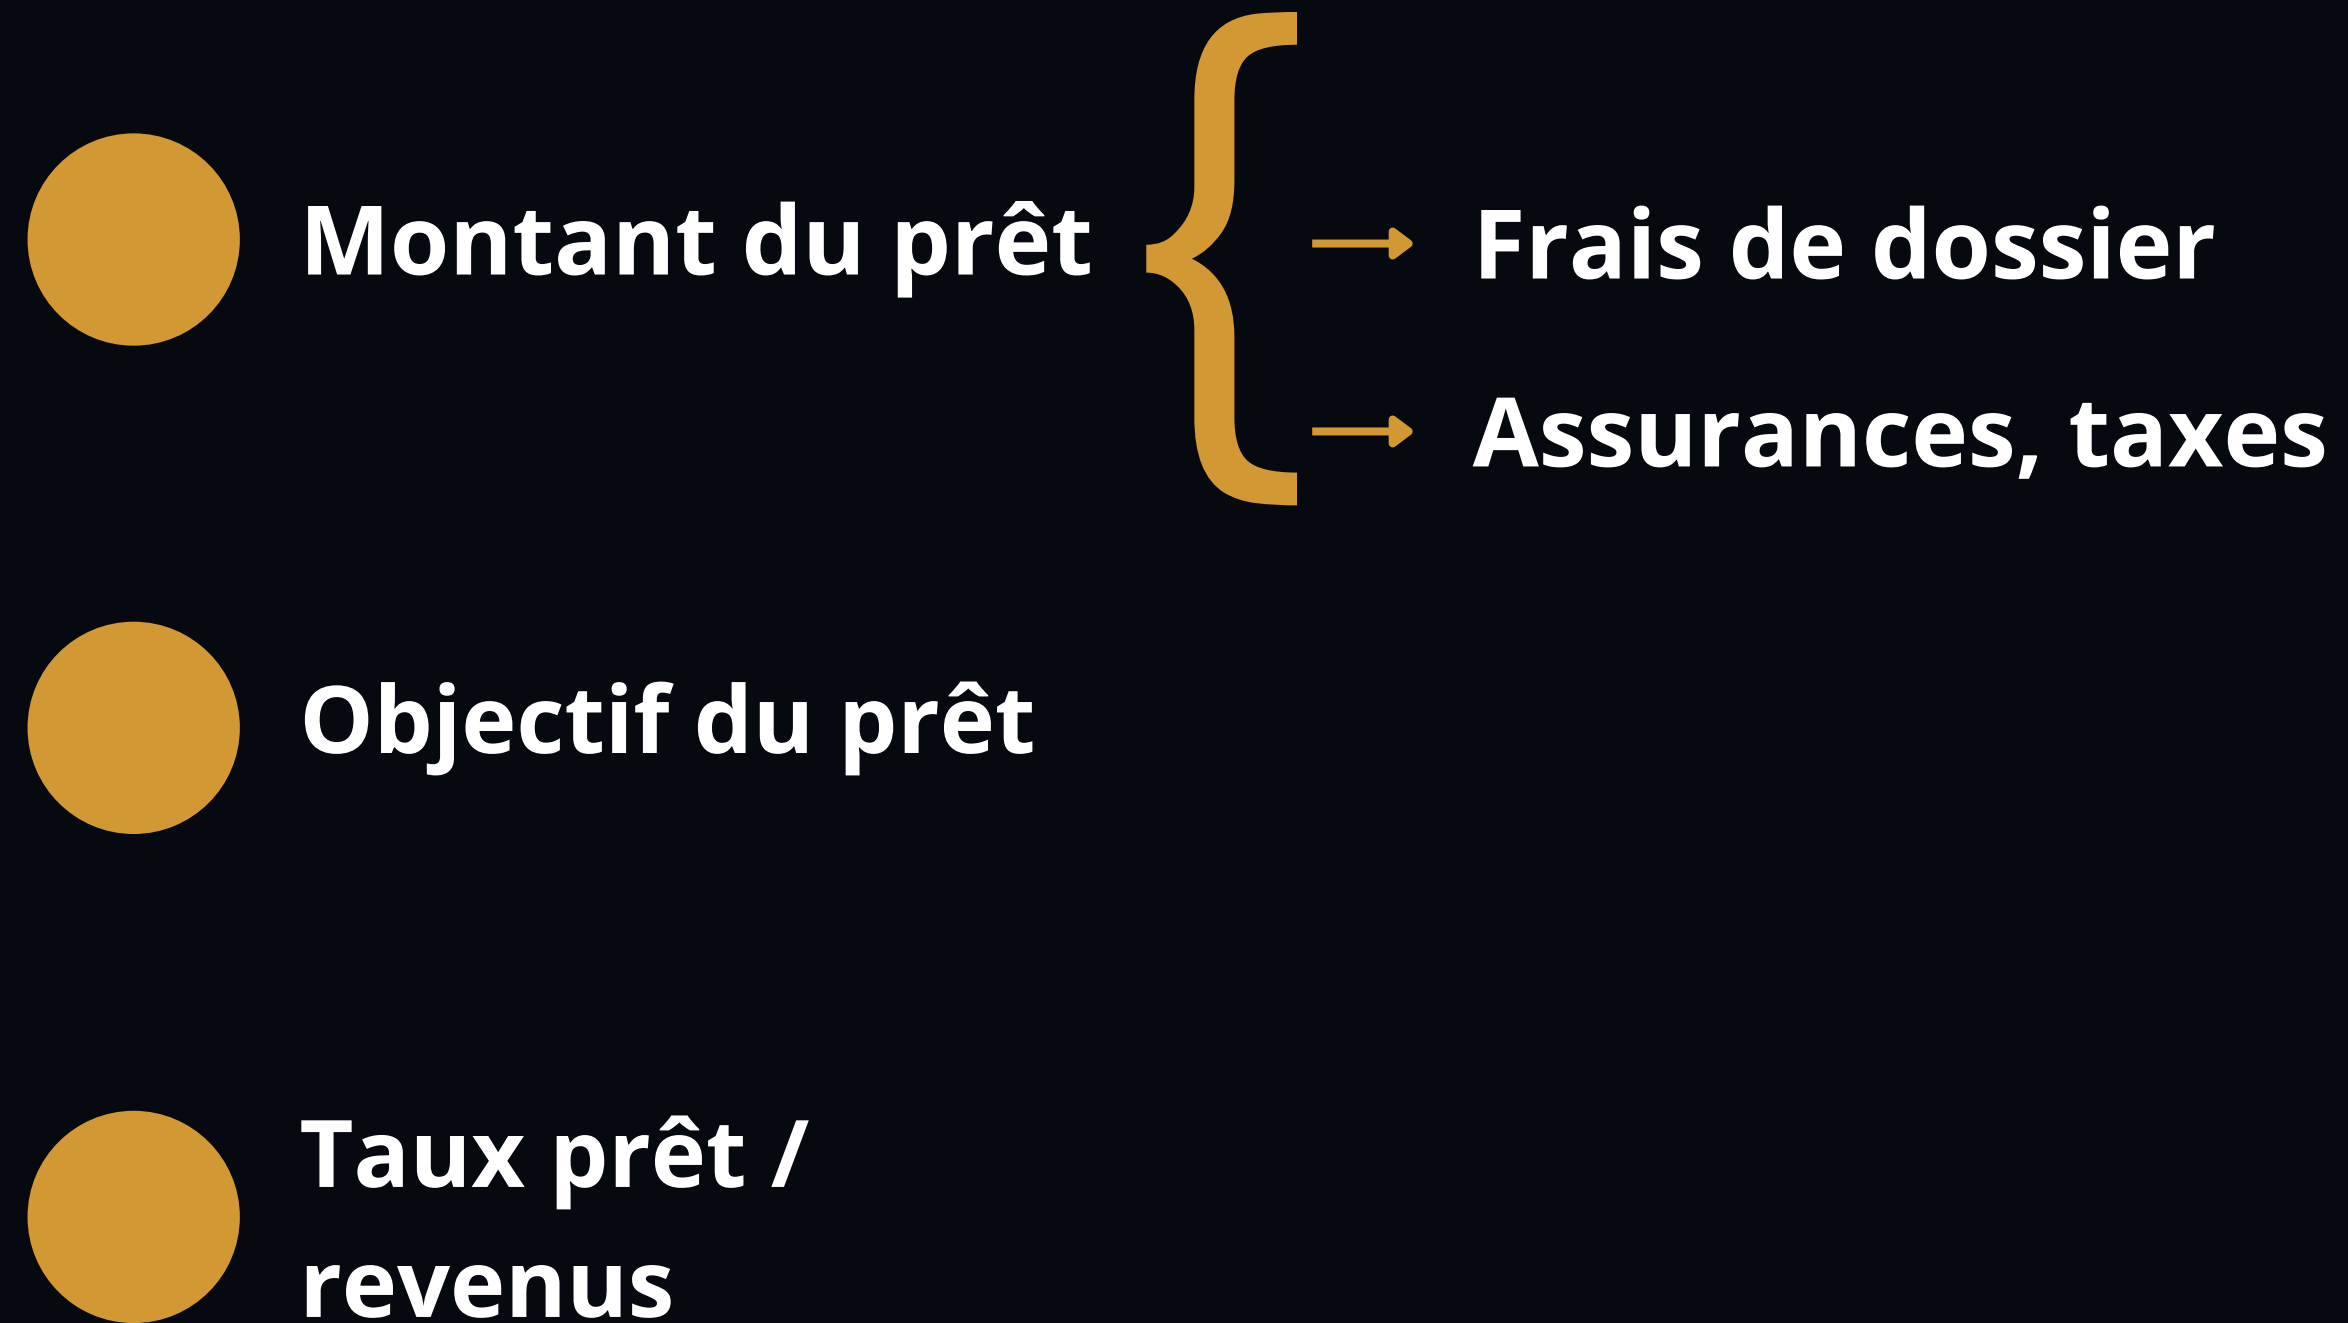 Montant du prêt
Frais de dossier
Assurances, taxes
Objectif du prêt
Taux prêt /
revenus